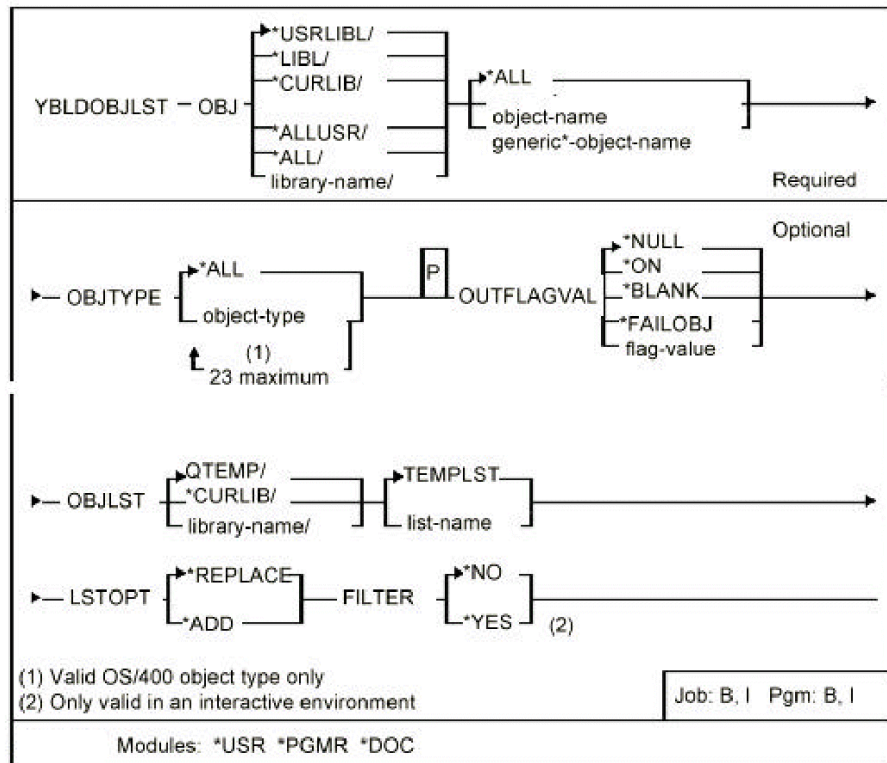 *USRLIBL/
*LIBL/
*CURLIB/
*ALL
YBLDOBJLST OBJ
object-name
*ALLUSR/
generic*-object-name
*ALL/
library-name/
Required
Optional
*ALL
*NULL
*ON
P
OBJTYPE
OUTFLAGVAL
*BLANK
object-type
*FAILOBJ
(1)
flag-value
23 maximum
QTEMP/
TEMPLST
OBJLST
*CURLIB/
library-name/
list-name
*REPLACE
*NO
LSTOPT
FILTER
*ADD
*YES
(2)
(1) Valid OS/400 object type only
(2) Only valid in an interactive environment
Job: B, I Pgm: B, I
Modules: *USR *PGMR *DOC